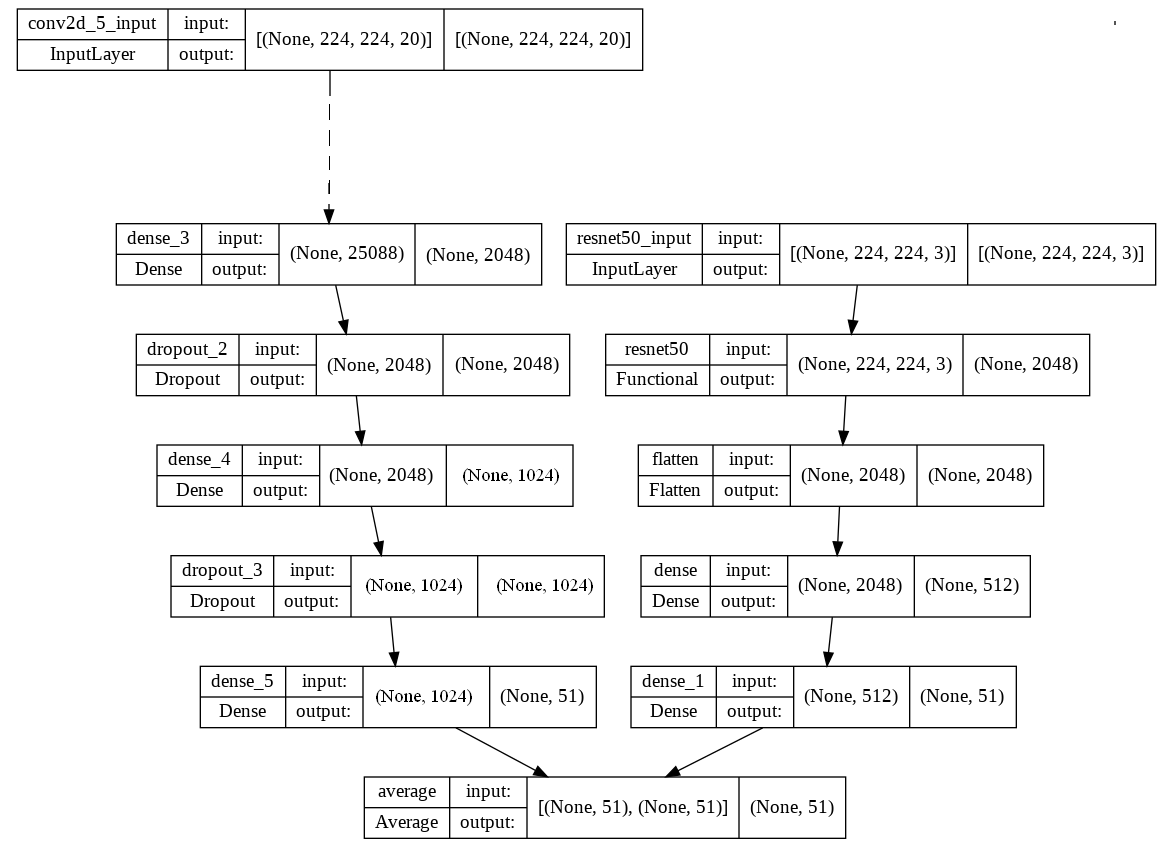 conv2d_5_input input: [(None, 224, 224, 20)] [(None, 224, 224, 20)]
InputLayer output:
dense_3 input: (None, 25088) (None, 2048)
Dense output:
resnet50_input input: [(None, 224, 224, 3)] [(None, 224, 224, 3)]
InputLayer output:
dropout_2 input: (None, 2048) (None, 2048)
Dropout output:
resnet50 input: (None, 224, 224, 3) (None, 2048)
Functional output:
dense_4 input: (None, 2048) (None, 1024)
Dense output:
flatten input: (None, 2048) (None, 2048)
Flatten output:
dropout_3 input: (None, 1024) (None, 1024)
Dropout output:
dense input: (None, 2048) (None, 512)
Dense output:
dense_5 input: (None, 1024) (None, 51)
Dense output:
dense_1 input: (None, 512) (None, 51)
Dense output:
average input: [(None, 51), (None, 51)] (None, 51)
Average output: